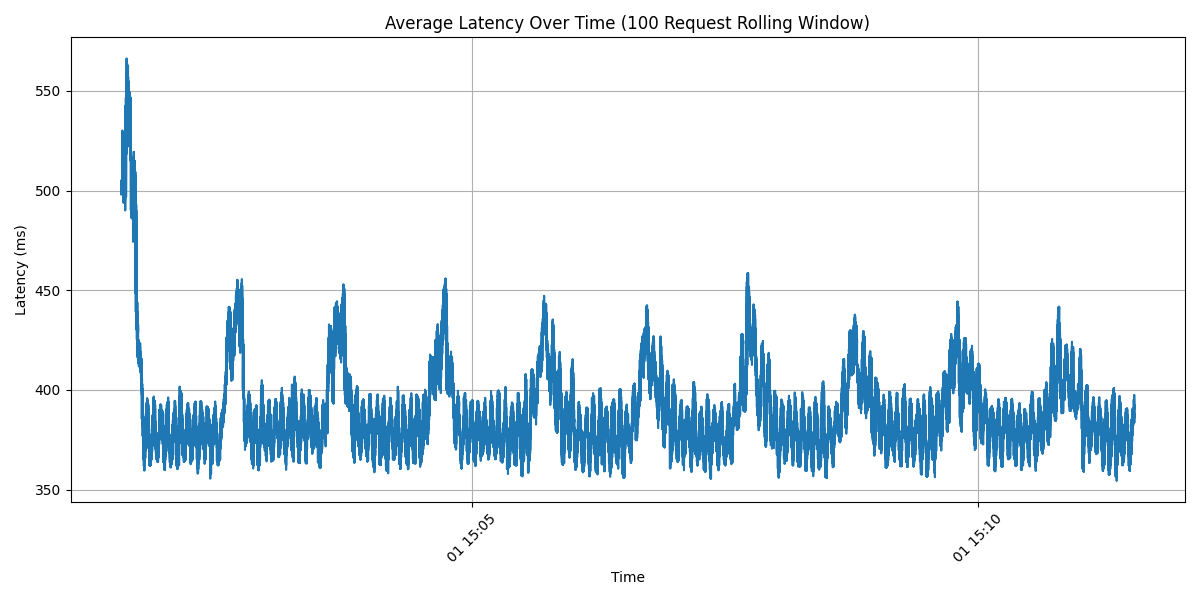 Average Latency Over Time (100 Request Rolling Window)
Latency (ms)
550
500
450
400
350
01 15:05
01 15:10
Time